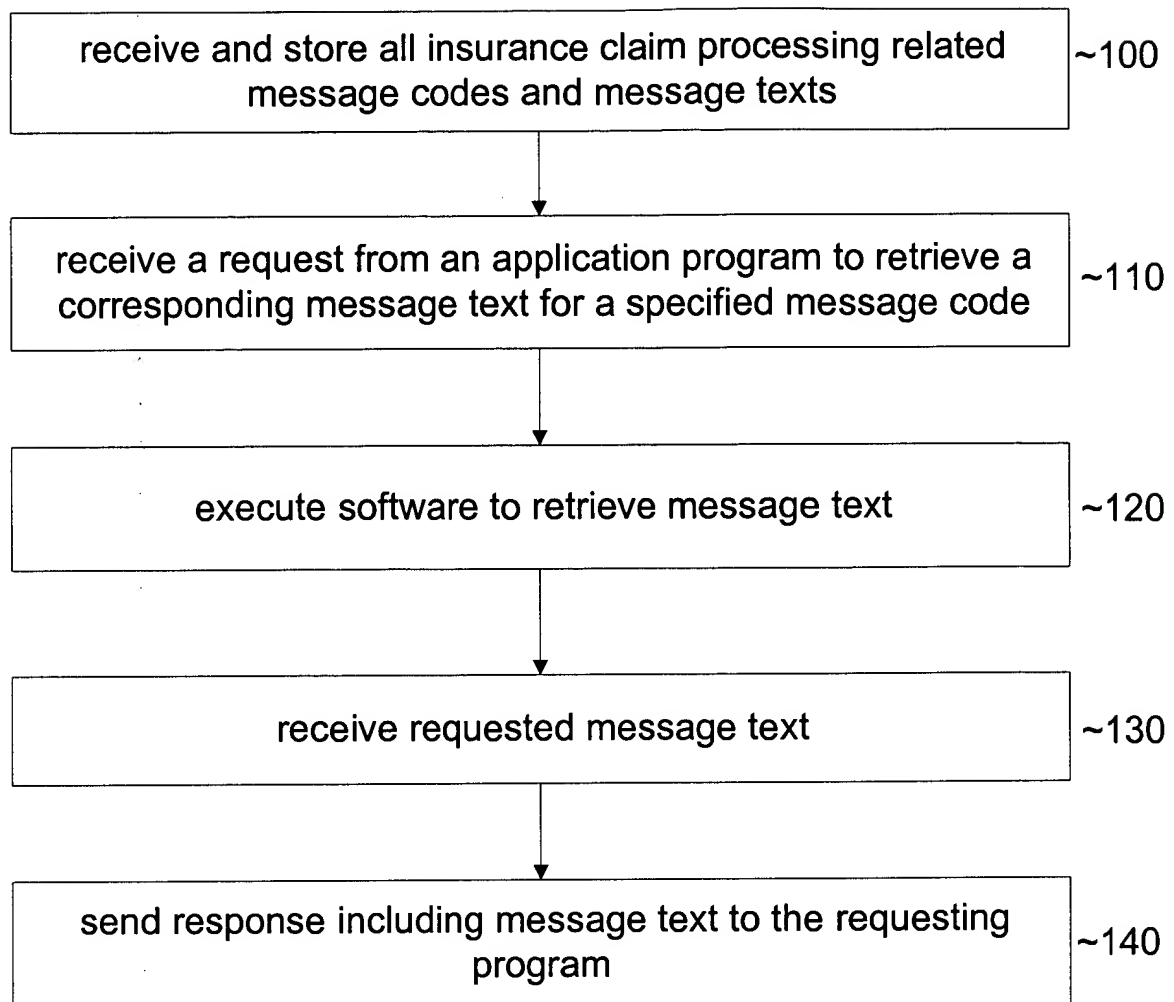 receive and store all insurance claim processing related
message codes and message texts
~100
receive a request from an application program to retrieve a
corresponding message text for a specified message code
~110
execute software to retrieve message text
~120
receive requested message text
~130
send response including message text to the requesting
program
~140